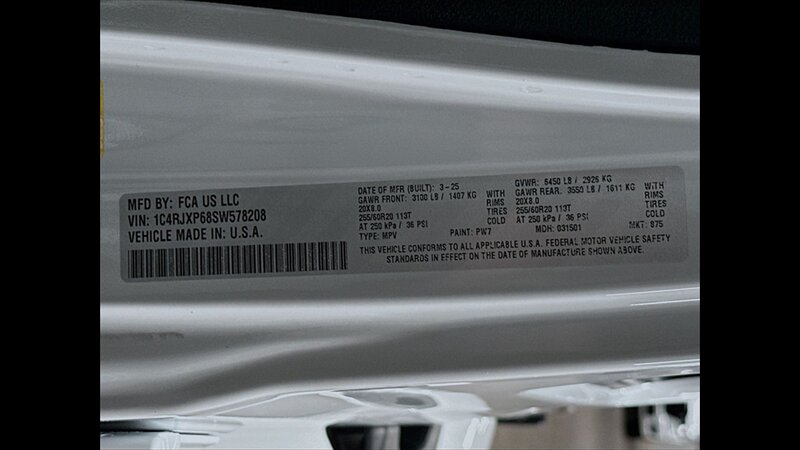 MFD BY: FCA US LLC
VIN: 1C4RJXP68SW578208
VEHICLE MADE IN: U.S.A.
DATE OF MFR (BUILT): 3-25
GAWR FRONT: 3100 LB / 1407 KG WITH
20X8.0 RIMS
255/60R20 113T TIRES
AT 250 kPa / 36 PSI COLD
TYPE: MPV PAINT: PW7
GVWR: 6450 LB / 2926 KG
GAWR REAR: 3550 LB / 1611 KG WITH
20X8.0 RIMS
255/60R20 113T TIRES
AT 250 kPa / 36 PSI COLD
MDH: 031501 MKT: 875
THIS VEHICLE CONFORMS TO ALL APPLICABLE U.S.A. FEDERAL MOTOR VEHICLE SAFETY
STANDARDS IN EFFECT ON THE DATE OF MANUFACTURE SHOWN ABOVE.